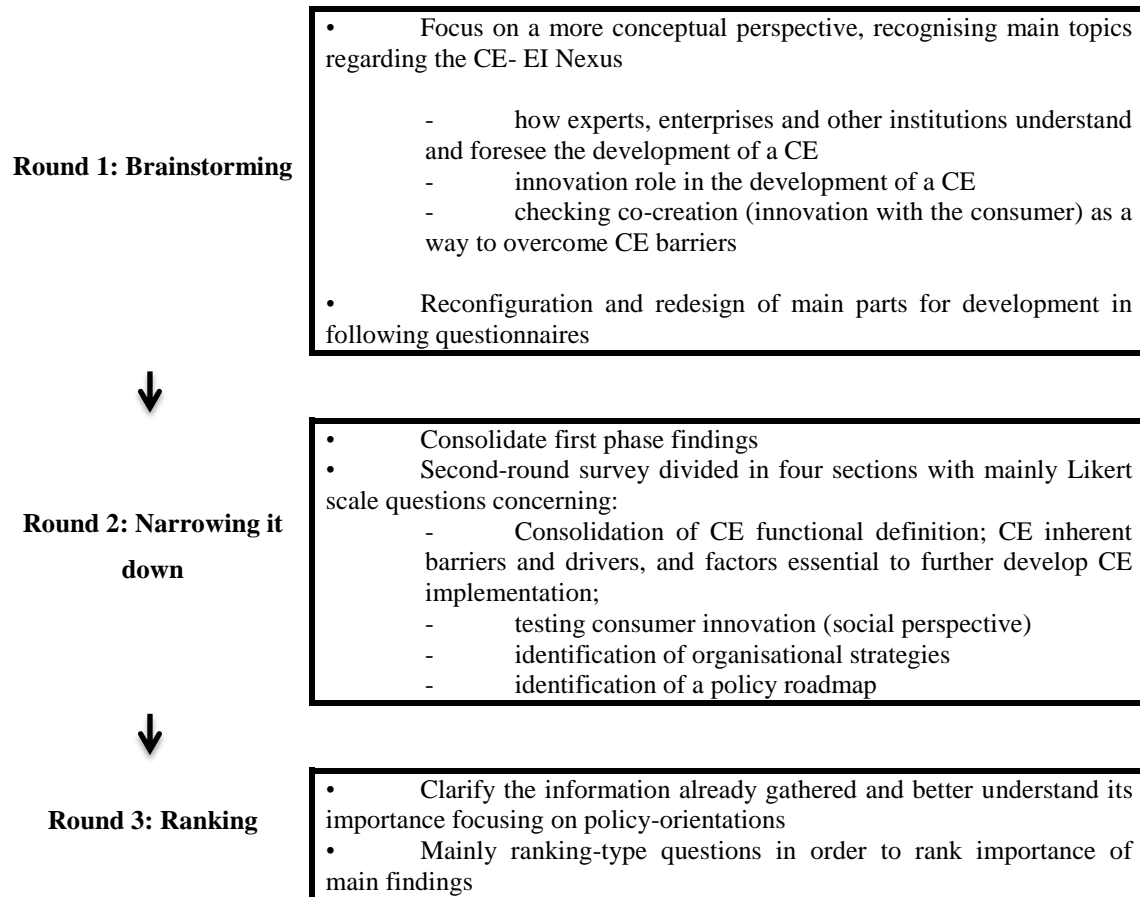 Round 1: Brainstorming
• Focus on a more conceptual perspective, recognising main topics
regarding the CE- EI Nexus
- how experts, enterprises and other institutions understand
and foresee the development of a CE
- innovation role in the development of a CE
- checking co-creation (innovation with the consumer) as a
way to overcome CE barriers
• Reconfiguration and redesign of main parts for development in
following questionnaires
Round 2: Narrowing it
down
• Consolidate first phase findings
• Second-round survey divided in four sections with mainly Likert
scale questions concerning:
- Consolidation of CE functional definition; CE inherent
barriers and drivers, and factors essential to further develop CE
implementation;
- testing consumer innovation (social perspective)
- identification of organisational strategies
- identification of a policy roadmap
Round 3: Ranking
• Clarify the information already gathered and better understand its
importance focusing on policy-orientations
• Mainly ranking-type questions in order to rank importance of
main findings